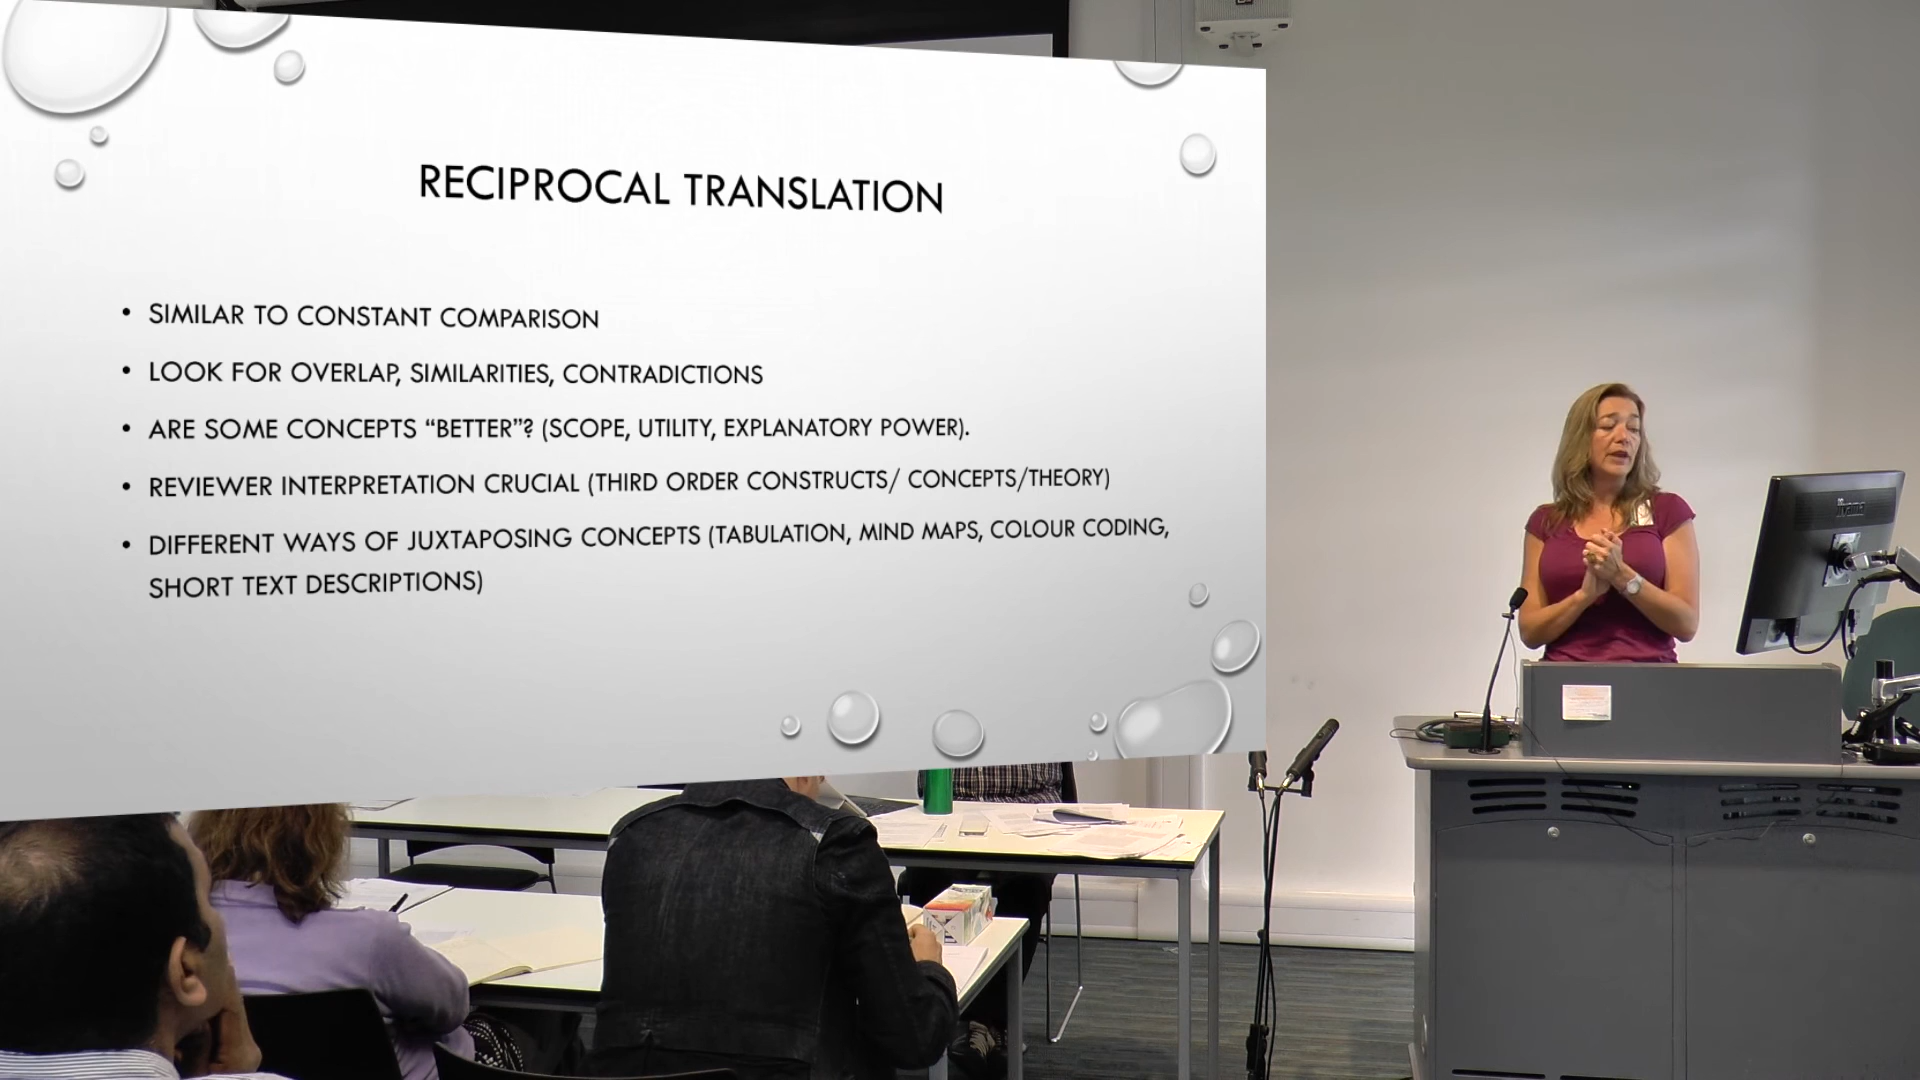 RECIPROCAL TRANSLATION
• SIMILAR TO CONSTANT COMPARISON
• LOOK FOR OVERLAP, SIMILARITIES, CONTRADICTIONS
• ARE SOME CONCEPTS “BETTER”? (SCOPE, UTILITY, EXPLANATORY POWER).
• REVIEWER INTERPRETATION CRUCIAL (THIRD ORDER CONSTRUCTS/ CONCEPTS/THEORY)
• DIFFERENT WAYS OF JUXTAPOSING CONCEPTS (TABULATION, MIND MAPS, COLOUR CODING,
SHORT TEXT DESCRIPTIONS)